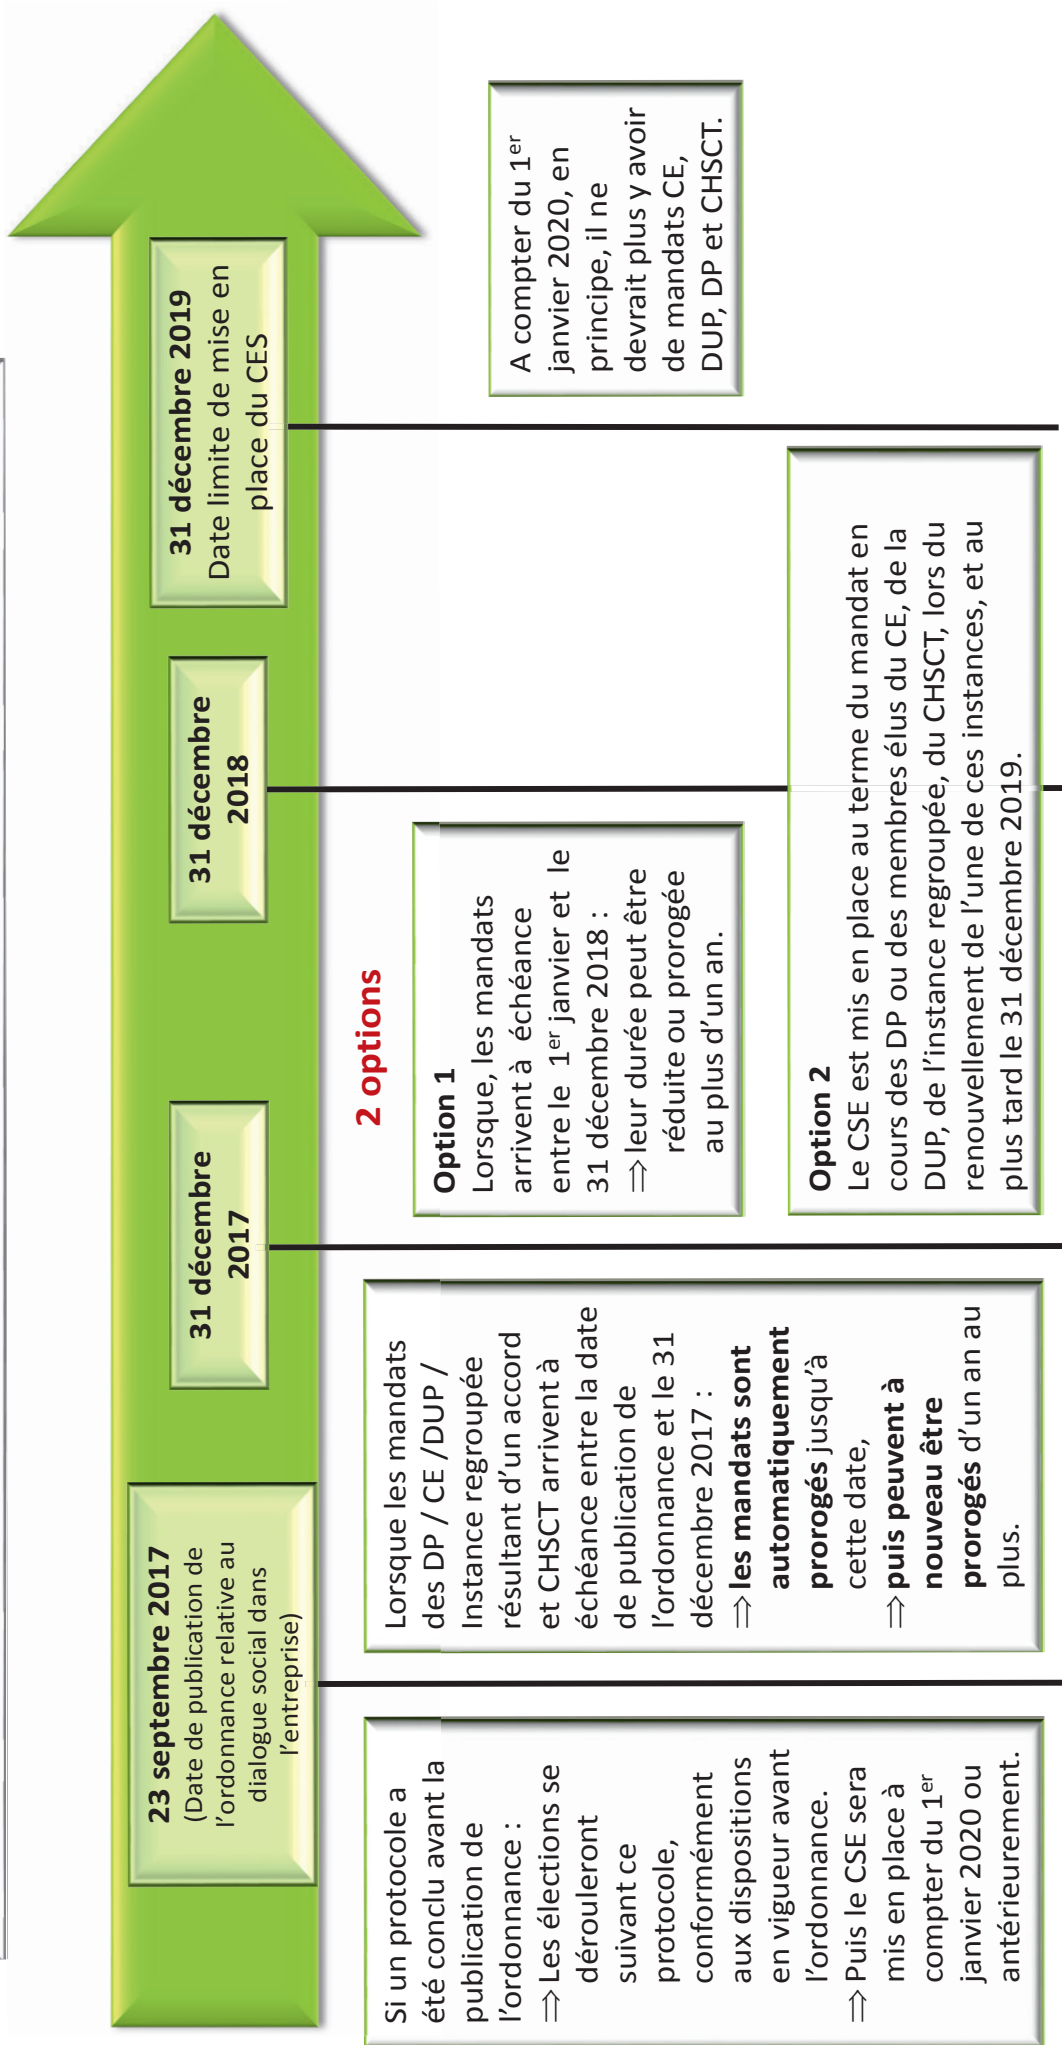 23 septembre 2017
(Date de publication de
l'ordonnance relative au
dialogue social dans
l'entreprise)
31 décembre
2017
31 décembre
2018
31 décembre 2019
Date limite de mise en
place du CES
Si un protocole a
été conclu avant la
publication de
l'ordonnance :
⇒ Les élections se
dérouleront
suivant ce
protocole,
conformément
aux dispositions
en vigueur avant
l'ordonnance.
⇒ Puis le CSE sera
mis en place à
compter du 1er
janvier 2020 ou
antérieurement.
Lorsque les mandats
des DP / CE /DUP /
Instance regroupée
résultant d'un accord
et CHSCT arrivent à
échéance entre la date
de publication de
l'ordonnance et le 31
décembre 2017 :
⇒ les mandats sont
automatiquement
prorogés jusqu'à
cette date,
⇒ puis peuvent à
nouveau être
prorogés d'un an au
plus.
2 options
Option 1
Lorsque, les mandats
arrivent à échéance
entre le 1er janvier et le
31 décembre 2018 :
⇒ leur durée peut être
réduite ou prorogée
au plus d'un an.
Option 2
Le CSE est mis en place au terme du mandat en
cours des DP ou des membres élus du CE, de la
DUP, de l'instance regroupée, du CHSCT, lors du
renouvellement de l'une de ces instances, et au
plus tard le 31 décembre 2019.
A compter du 1er
janvier 2020, en
principe, il ne
devrait plus y avoir
de mandats CE,
DUP, DP et CHSCT.